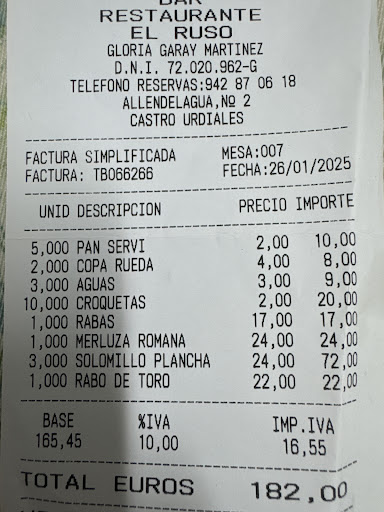 BAR
RESTAURANTE
EL RUSO
GLORIA GARAY MARTINEZ
D.N.I. 72.020.962-G
TELEFONO RESERVAS:942 87 06 18
ALLENDELAGUA,Nº 2
CASTRO URDIALES
FACTURA SIMPLIFICADA MESA:007
FACTURA: TB066266 FECHA:26/01/2025
UNID DESCRIPCION PRECIO IMPORTE
5,000 PAN SERVI 2,00 10,00
2,000 COPA RUEDA 4,00 8,00
3,000 AGUAS 3,00 9,00
10,000 CROQUETAS 2,00 20,00
1,000 RABAS 17,00 17,00
1,000 MERLUZA ROMANA 24,00 24,00
3,000 SOLOMILLO PLANCHA 24,00 72,00
1,000 RABO DE TORO 22,00 22,00
BASE %IVA IMP.IVA
165,45 10,00 16,55
TOTAL EUROS 182,00